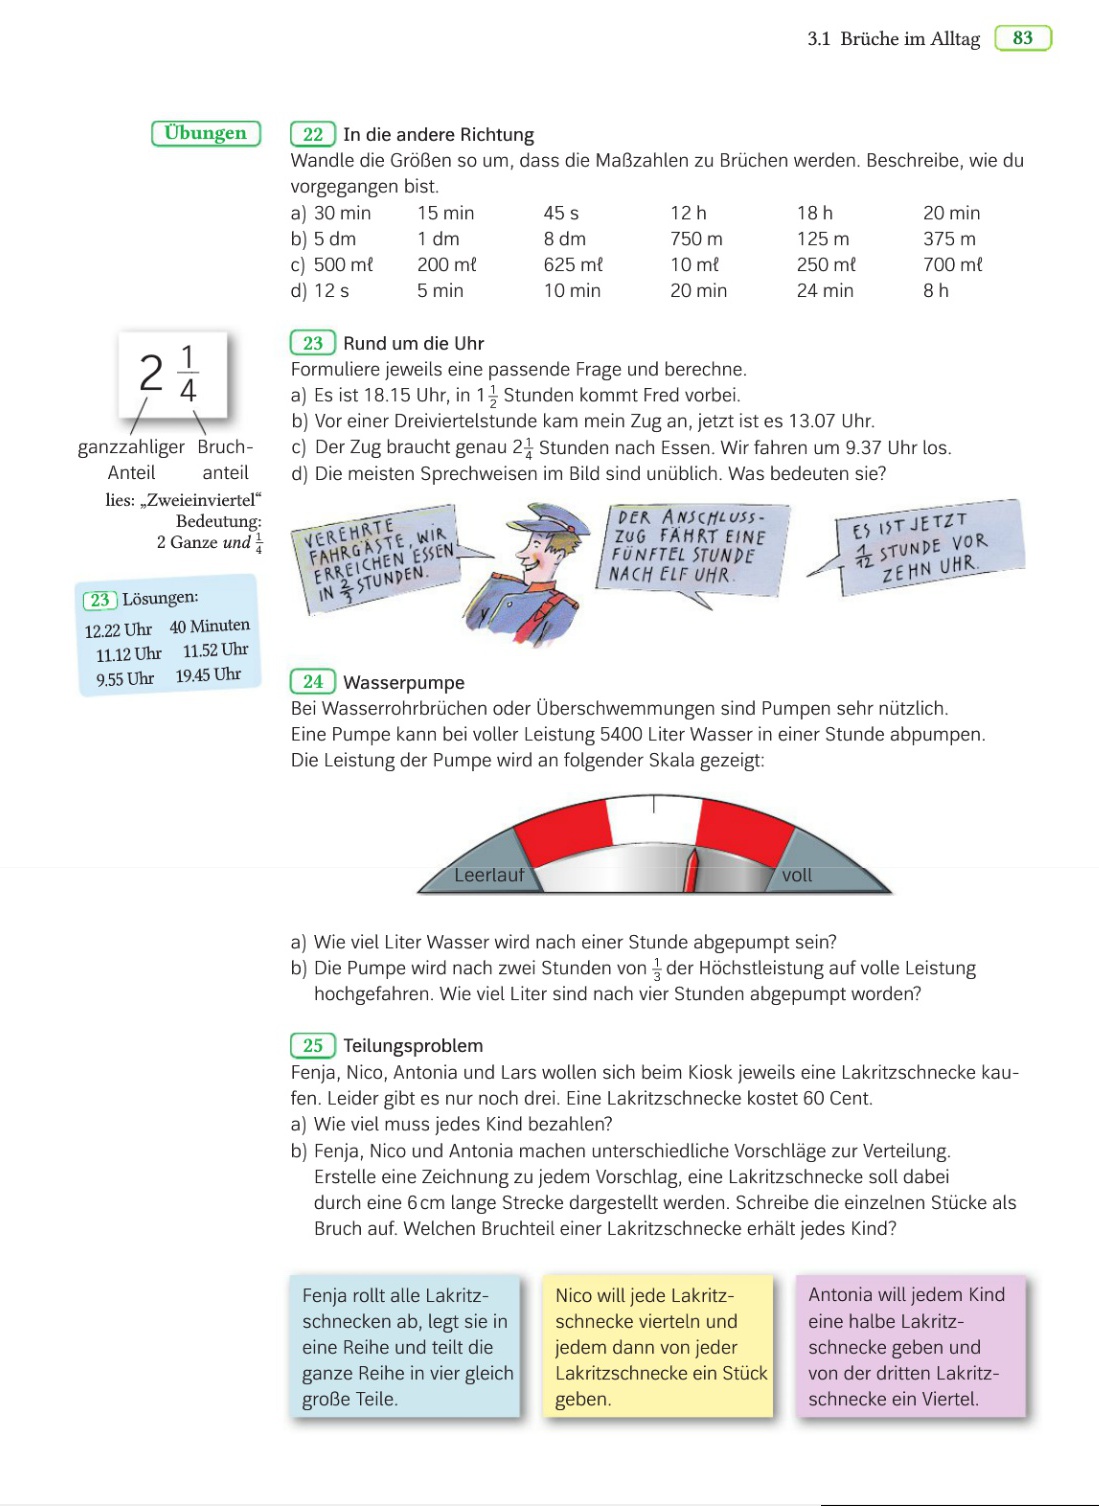 3.1 Brüche im Alltag 83
Übungen
22 In die andere Richtung
Wandle die Größen so um, dass die Maßzahlen zu Brüchen werden. Beschreibe, wie du
vorgegangen bist.
a) 30 min 15 min 45 s 12 h 18 h 20 min
b) 5 dm 1 dm 8 dm 750 m 125 m 375 m
c) 500 mℓ 200 mℓ 625 mℓ 10 mℓ 250 mℓ 700 mℓ
d) 12 s 5 min 10 min 20 min 24 min 8 h
2 1/4
ganzzahliger Bruch-
Anteil anteil
lies: „Zweieinviertel“
Bedeutung:
2 Ganze und 1/4
23 Rund um die Uhr
Formuliere jeweils eine passende Frage und berechne.
a) Es ist 18.15 Uhr, in 1 1/2 Stunden kommt Fred vorbei.
b) Vor einer Dreiviertelstunde kam mein Zug an, jetzt ist es 13.07 Uhr.
c) Der Zug braucht genau 2 1/4 Stunden nach Essen. Wir fahren um 9.37 Uhr los.
d) Die meisten Sprechweisen im Bild sind unüblich. Was bedeuten sie?
VEREHRTE
FAHRGÄSTE, WIR
ERREICHEN ESSEN
IN 2/3 STUNDEN.
DER ANSCHLUSS-
ZUG FÄHRT EINE
FÜNFTEL STUNDE
NACH ELF UHR.
ES IST JETZT
1/12 STUNDE VOR
ZEHN UHR.
23 Lösungen:
12.22 Uhr 40 Minuten
11.12 Uhr 11.52 Uhr
9.55 Uhr 19.45 Uhr
24 Wasserpumpe
Bei Wasserrohrbrüchen oder Überschwemmungen sind Pumpen sehr nützlich.
Eine Pumpe kann bei voller Leistung 5400 Liter Wasser in einer Stunde abpumpen.
Die Leistung der Pumpe wird an folgender Skala gezeigt:
Leerlauf voll
a) Wie viel Liter Wasser wird nach einer Stunde abgepumpt sein?
b) Die Pumpe wird nach zwei Stunden von 1/3 der Höchstleistung auf volle Leistung
hochgefahren. Wie viel Liter sind nach vier Stunden abgepumpt worden?
25 Teilungsproblem
Fenja, Nico, Antonia und Lars wollen sich beim Kiosk jeweils eine Lakritzschnecke kau-
fen. Leider gibt es nur noch drei. Eine Lakritzschnecke kostet 60 Cent.
a) Wie viel muss jedes Kind bezahlen?
b) Fenja, Nico und Antonia machen unterschiedliche Vorschläge zur Verteilung.
Erstelle eine Zeichnung zu jedem Vorschlag, eine Lakritzschnecke soll dabei
durch eine 6 cm lange Strecke dargestellt werden. Schreibe die einzelnen Stücke als
Bruch auf. Welchen Bruchteil einer Lakritzschnecke erhält jedes Kind?
Fenja rollt alle Lakritz-
schnecken ab, legt sie in
eine Reihe und teilt die
ganze Reihe in vier gleich
große Teile.
Nico will jede Lakritz-
schnecke vierteln und
jedem dann von jeder
Lakritzschnecke ein Stück
geben.
Antonia will jedem Kind
eine halbe Lakritz-
schnecke geben und
von der dritten Lakritz-
schnecke ein Viertel.